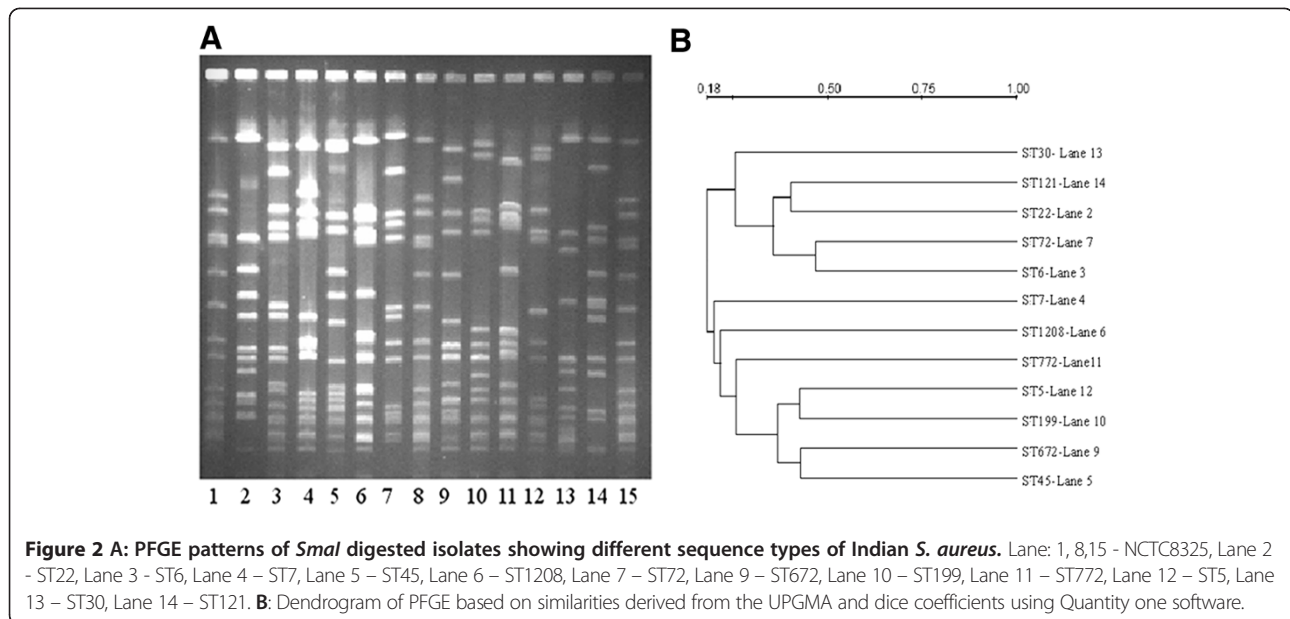 A
B
0.18 0.50 0.75 1.00
ST30- Lane 13
ST121-Lane 14
ST22-Lane 2
ST72-Lane 7
ST6-Lane 3
ST7-Lane 4
ST1208-Lane 6
ST772-Lane11
ST5-Lane 12
ST199-Lane 10
ST672-Lane 9
ST45-Lane 5
1 2 3 4 5 6 7 8 9 10 11 12 13 14 15
Figure 2 A: PFGE patterns of SmaI digested isolates showing different sequence types of Indian S. aureus. Lane: 1, 8,15 - NCTC8325, Lane 2
- ST22, Lane 3 - ST6, Lane 4 – ST7, Lane 5 – ST45, Lane 6 – ST1208, Lane 7 – ST72, Lane 9 – ST672, Lane 10 – ST199, Lane 11 – ST772, Lane 12 – ST5, Lane
13 – ST30, Lane 14 – ST121. B: Dendrogram of PFGE based on similarities derived from the UPGMA and dice coefficients using Quantity one software.